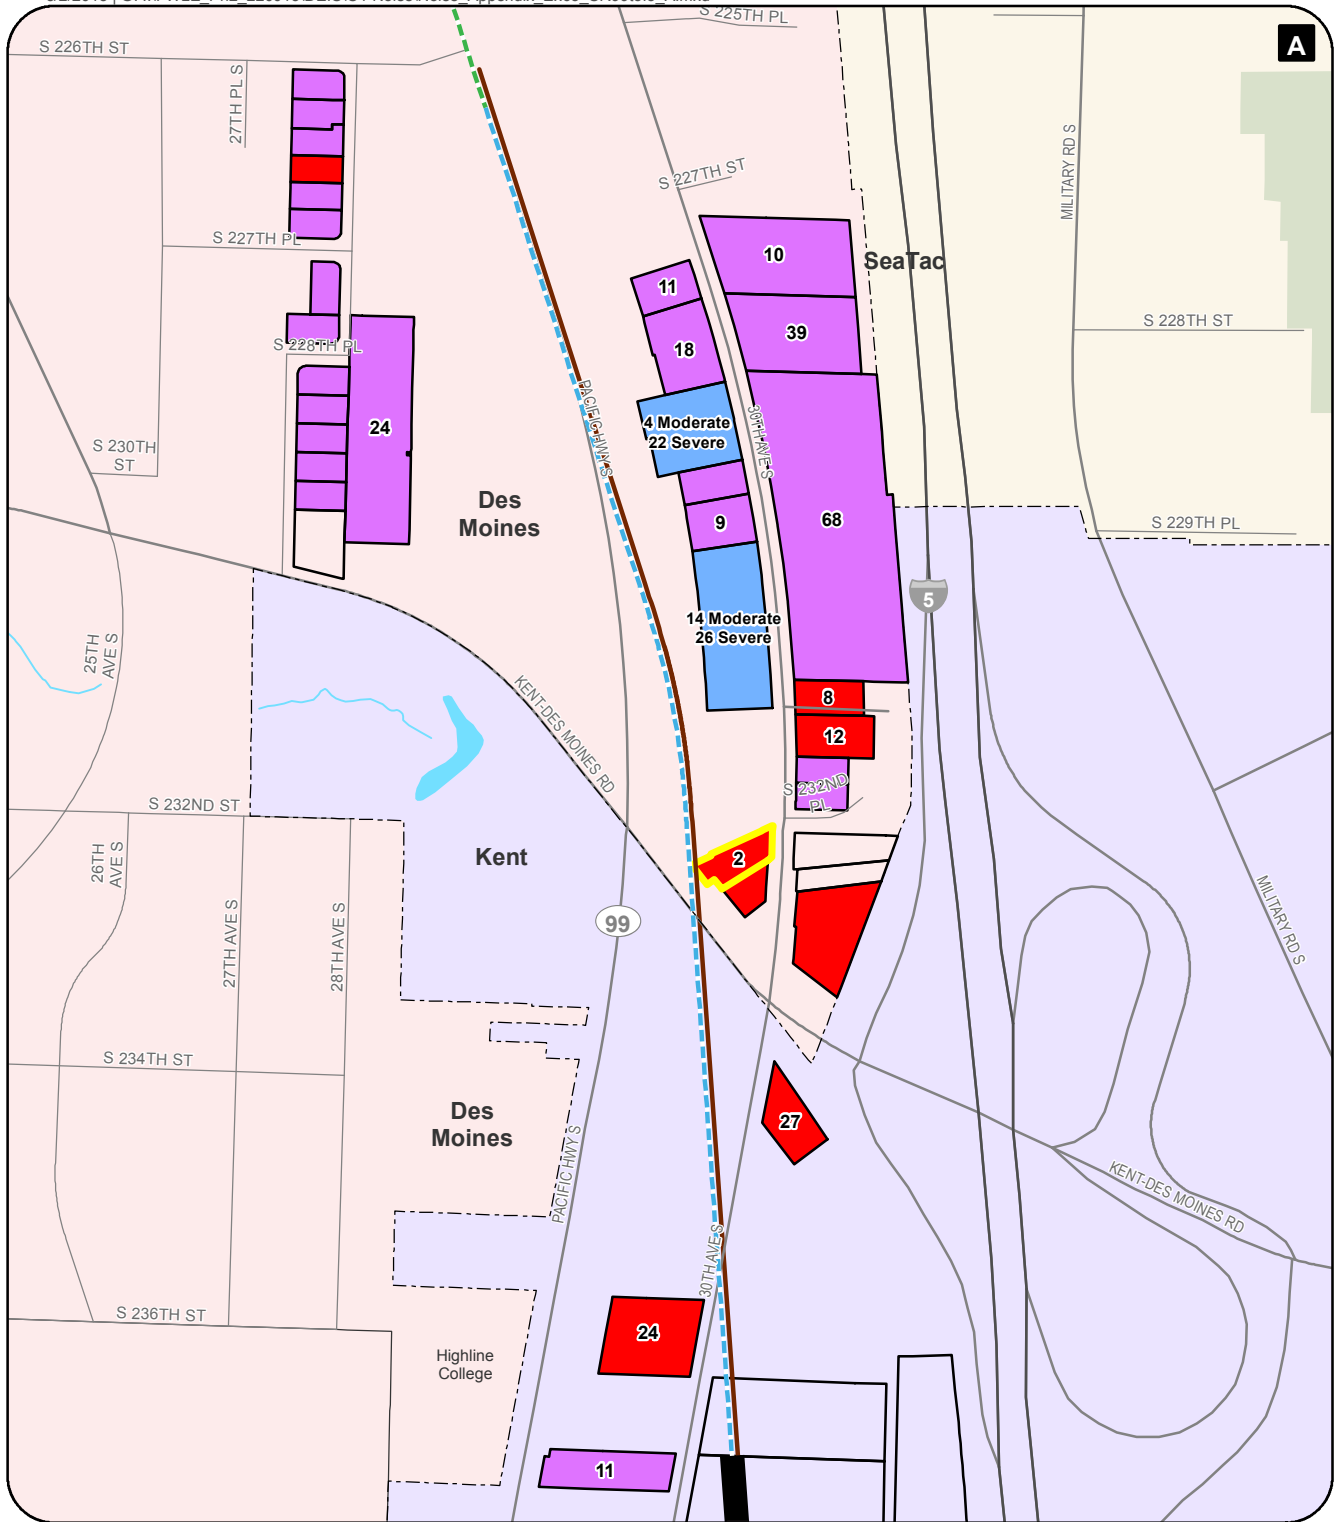 S 225TH PL
A
S 226TH ST
27TH PL S
MILITARY RD S
S 227TH ST
S 227TH PL
10
SeaTac
11
39
S 228TH ST
18
S 228TH PL
24
PACIFIC HWY S
30TH AVE S
4 Moderate
22 Severe
S 230TH
ST
Des
Moines
9
68
S 229TH PL
5
14 Moderate
26 Severe
25TH
AVE S
KENT-DES MOINES RD
8
12
S 232ND
PL
S 232ND ST
26TH
AVE S
Kent
2
99
27TH AVE S
28TH AVE S
MILITARY RD S
S 234TH ST
Des
Moines
27
PACIFIC HWY S
KENT-DES MOINES RD
30TH AVE S
S 236TH ST
24
Highline
College
11